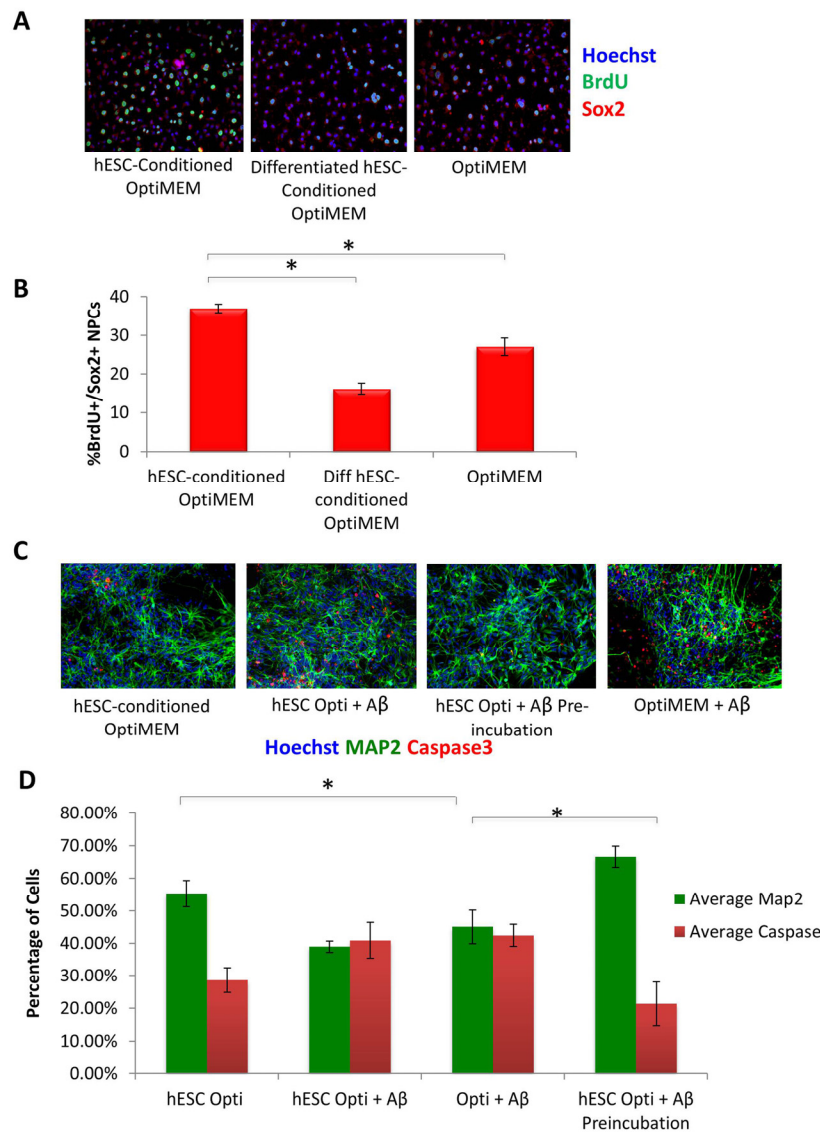 A
Hoechst
BrdU
Sox2
hESC-Conditioned
OptiMEM
Differentiated hESC-
Conditioned
OptiMEM
OptiMEM
B
*
*
%BrdU+/Sox2+ NPCs
40
30
20
10
0
hESC-conditioned
OptiMEM
Diff hESC-
conditioned
OptiMEM
OptiMEM
C
hESC-conditioned
OptiMEM
hESC Opti + Aβ
hESC Opti + Aβ Pre-
incubation
OptiMEM + Aβ
Hoechst MAP2 Caspase3
D
*
*
Percentage of Cells
80.00%
70.00%
60.00%
50.00%
40.00%
30.00%
20.00%
10.00%
0.00%
Average Map2
Average Caspase
hESC Opti
hESC Opti + Aβ
Opti + Aβ
hESC Opti + Aβ
Preincubation